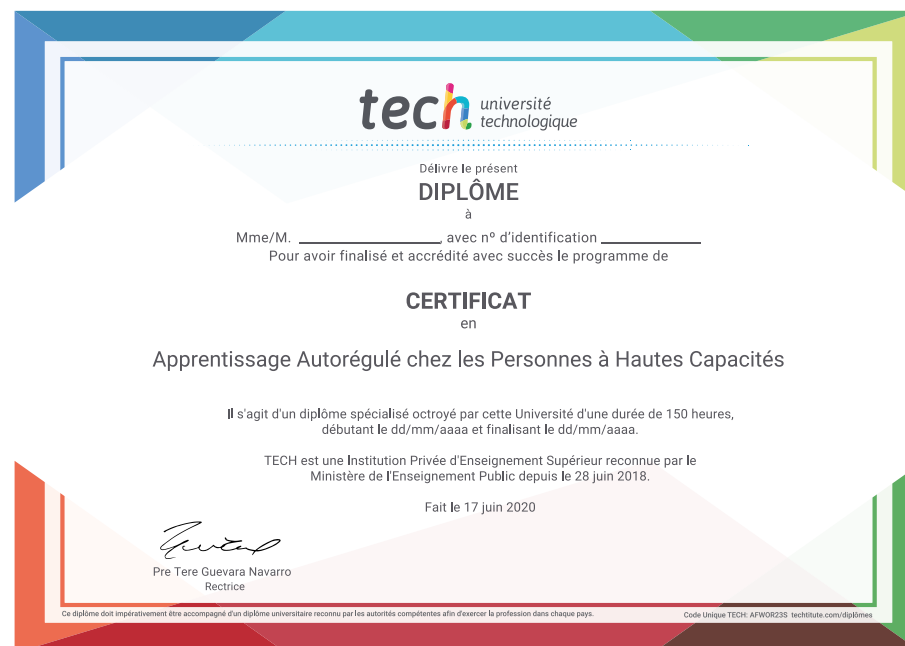 tech université
technologique
Délivre le présent
DIPLÔME
à
Mme/M. ____________________, avec nº d'identification ______________
Pour avoir finalisé et accrédité avec succès le programme de
CERTIFICAT
en
Apprentissage Autorégulé chez les Personnes à Hautes Capacités
Il s'agit d'un diplôme spécialisé octroyé par cette Université d'une durée de 150 heures,
débutant le dd/mm/aaaa et finalisant le dd/mm/aaaa.
TECH est une Institution Privée d'Enseignement Supérieur reconnue par le
Ministère de l'Enseignement Public depuis le 28 juin 2018.
Fait le 17 juin 2020
Pre Tere Guevara Navarro
Rectrice
Ce diplôme doit impérativement être accompagné d'un diplôme universitaire reconnu par les autorités compétentes afin d'exercer la profession dans chaque pays.
Code Unique TECH: AFWOR23S techtitute.com/diplômes